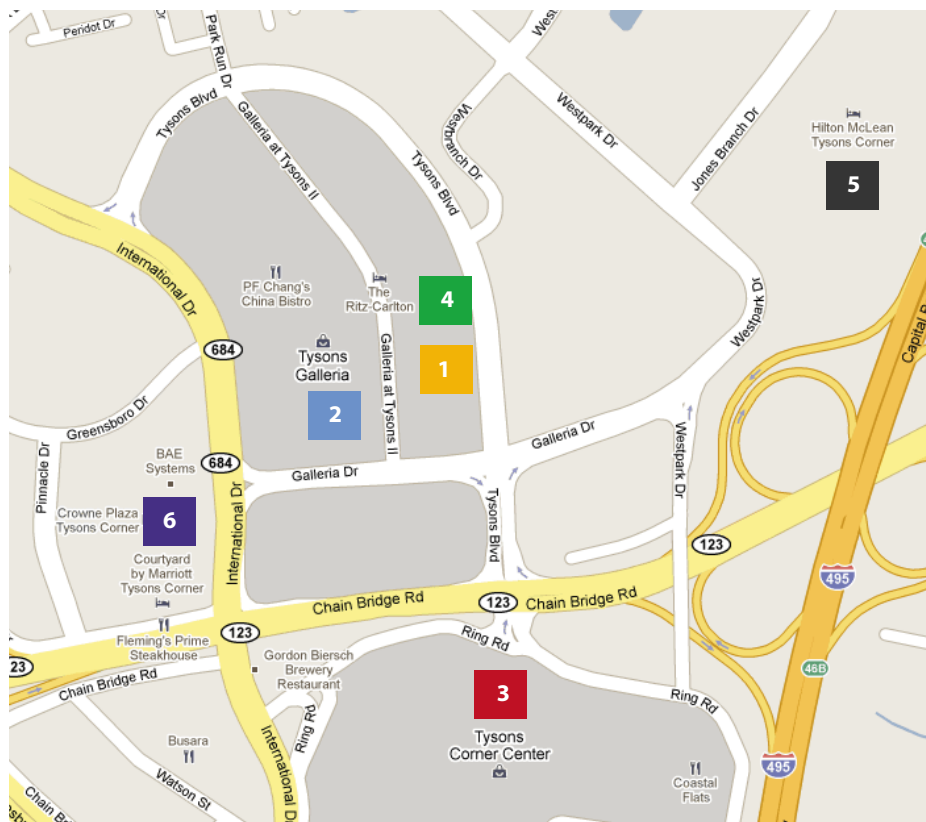 Peridot Dr
Dr
Park Run Dr
West
Tysons Blvd
Galleria at Tysons II
Westbranch Dr
Westpark Dr
Jones Branch Dr
Hilton McLean
Tysons Corner
5
Tysons Blvd
International Dr
PF Chang's
China Bistro
The
Ritz-Carlton
4
Westpark Dr
Capital B
684
Tysons
Galleria
Galleria at Tysons II
1
2
Greensboro Dr
Pinnacle Dr
BAE
Systems
684
Galleria Dr
Galleria Dr
Westpark Dr
Crowne Plaza
Tysons Corner
6
International Dr
Tysons Blvd
123
Courtyard
by Marriott
Tysons Corner
495
Chain Bridge Rd
123
Chain Bridge Rd
Fleming's Prime
Steakhouse
123
Ring Rd
23
Gordon Biersch
Brewery
Restaurant
46B
Chain Bridge Rd
3
Ring Rd
Ring Rd
Busara
International Dr
Tysons
Corner Center
495
Watson St
Coastal
Flats
Chain B